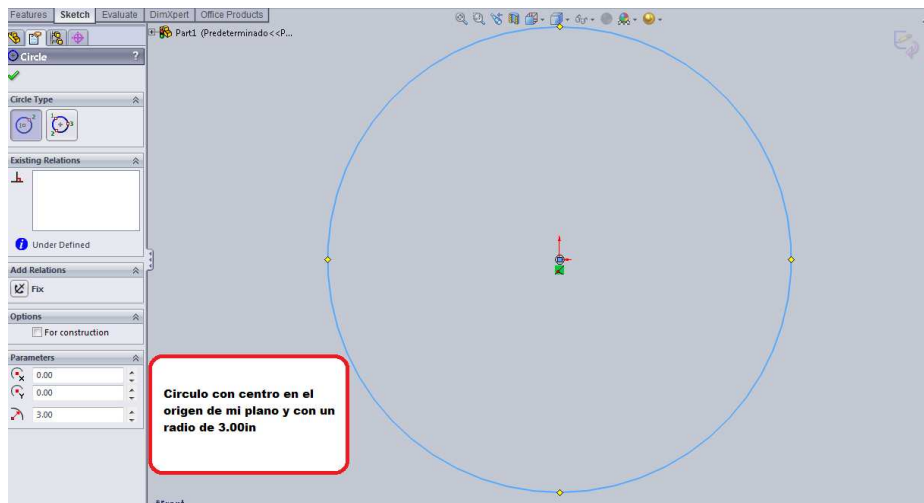 Features Sketch Evaluate DimXpert Office Products
Part1 (Predeterminado<<P...
Circle ?
Circle Type
Existing Relations
Under Defined
Add Relations
Fix
Options
For construction
Parameters
0.00
0.00
3.00
Circulo con centro en el
origen de mi plano y con un
radio de 3.00in